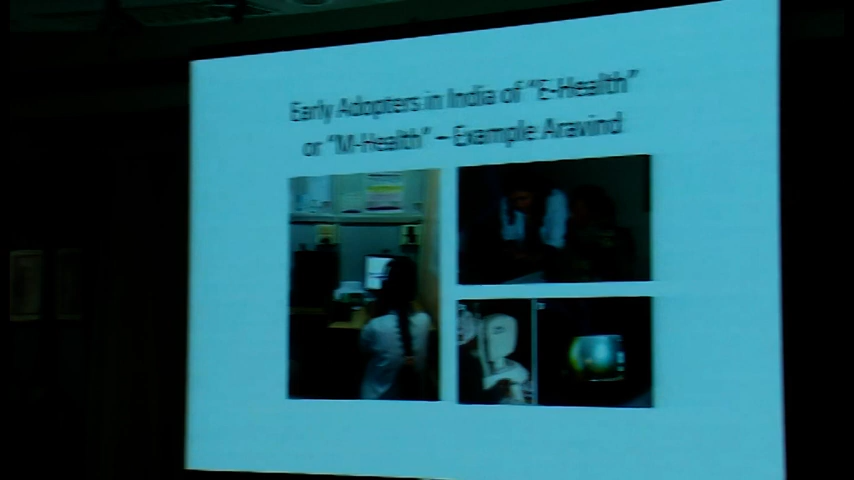 Early Adopters in India of “E-Health”
or “M-Health” – Example Aravind